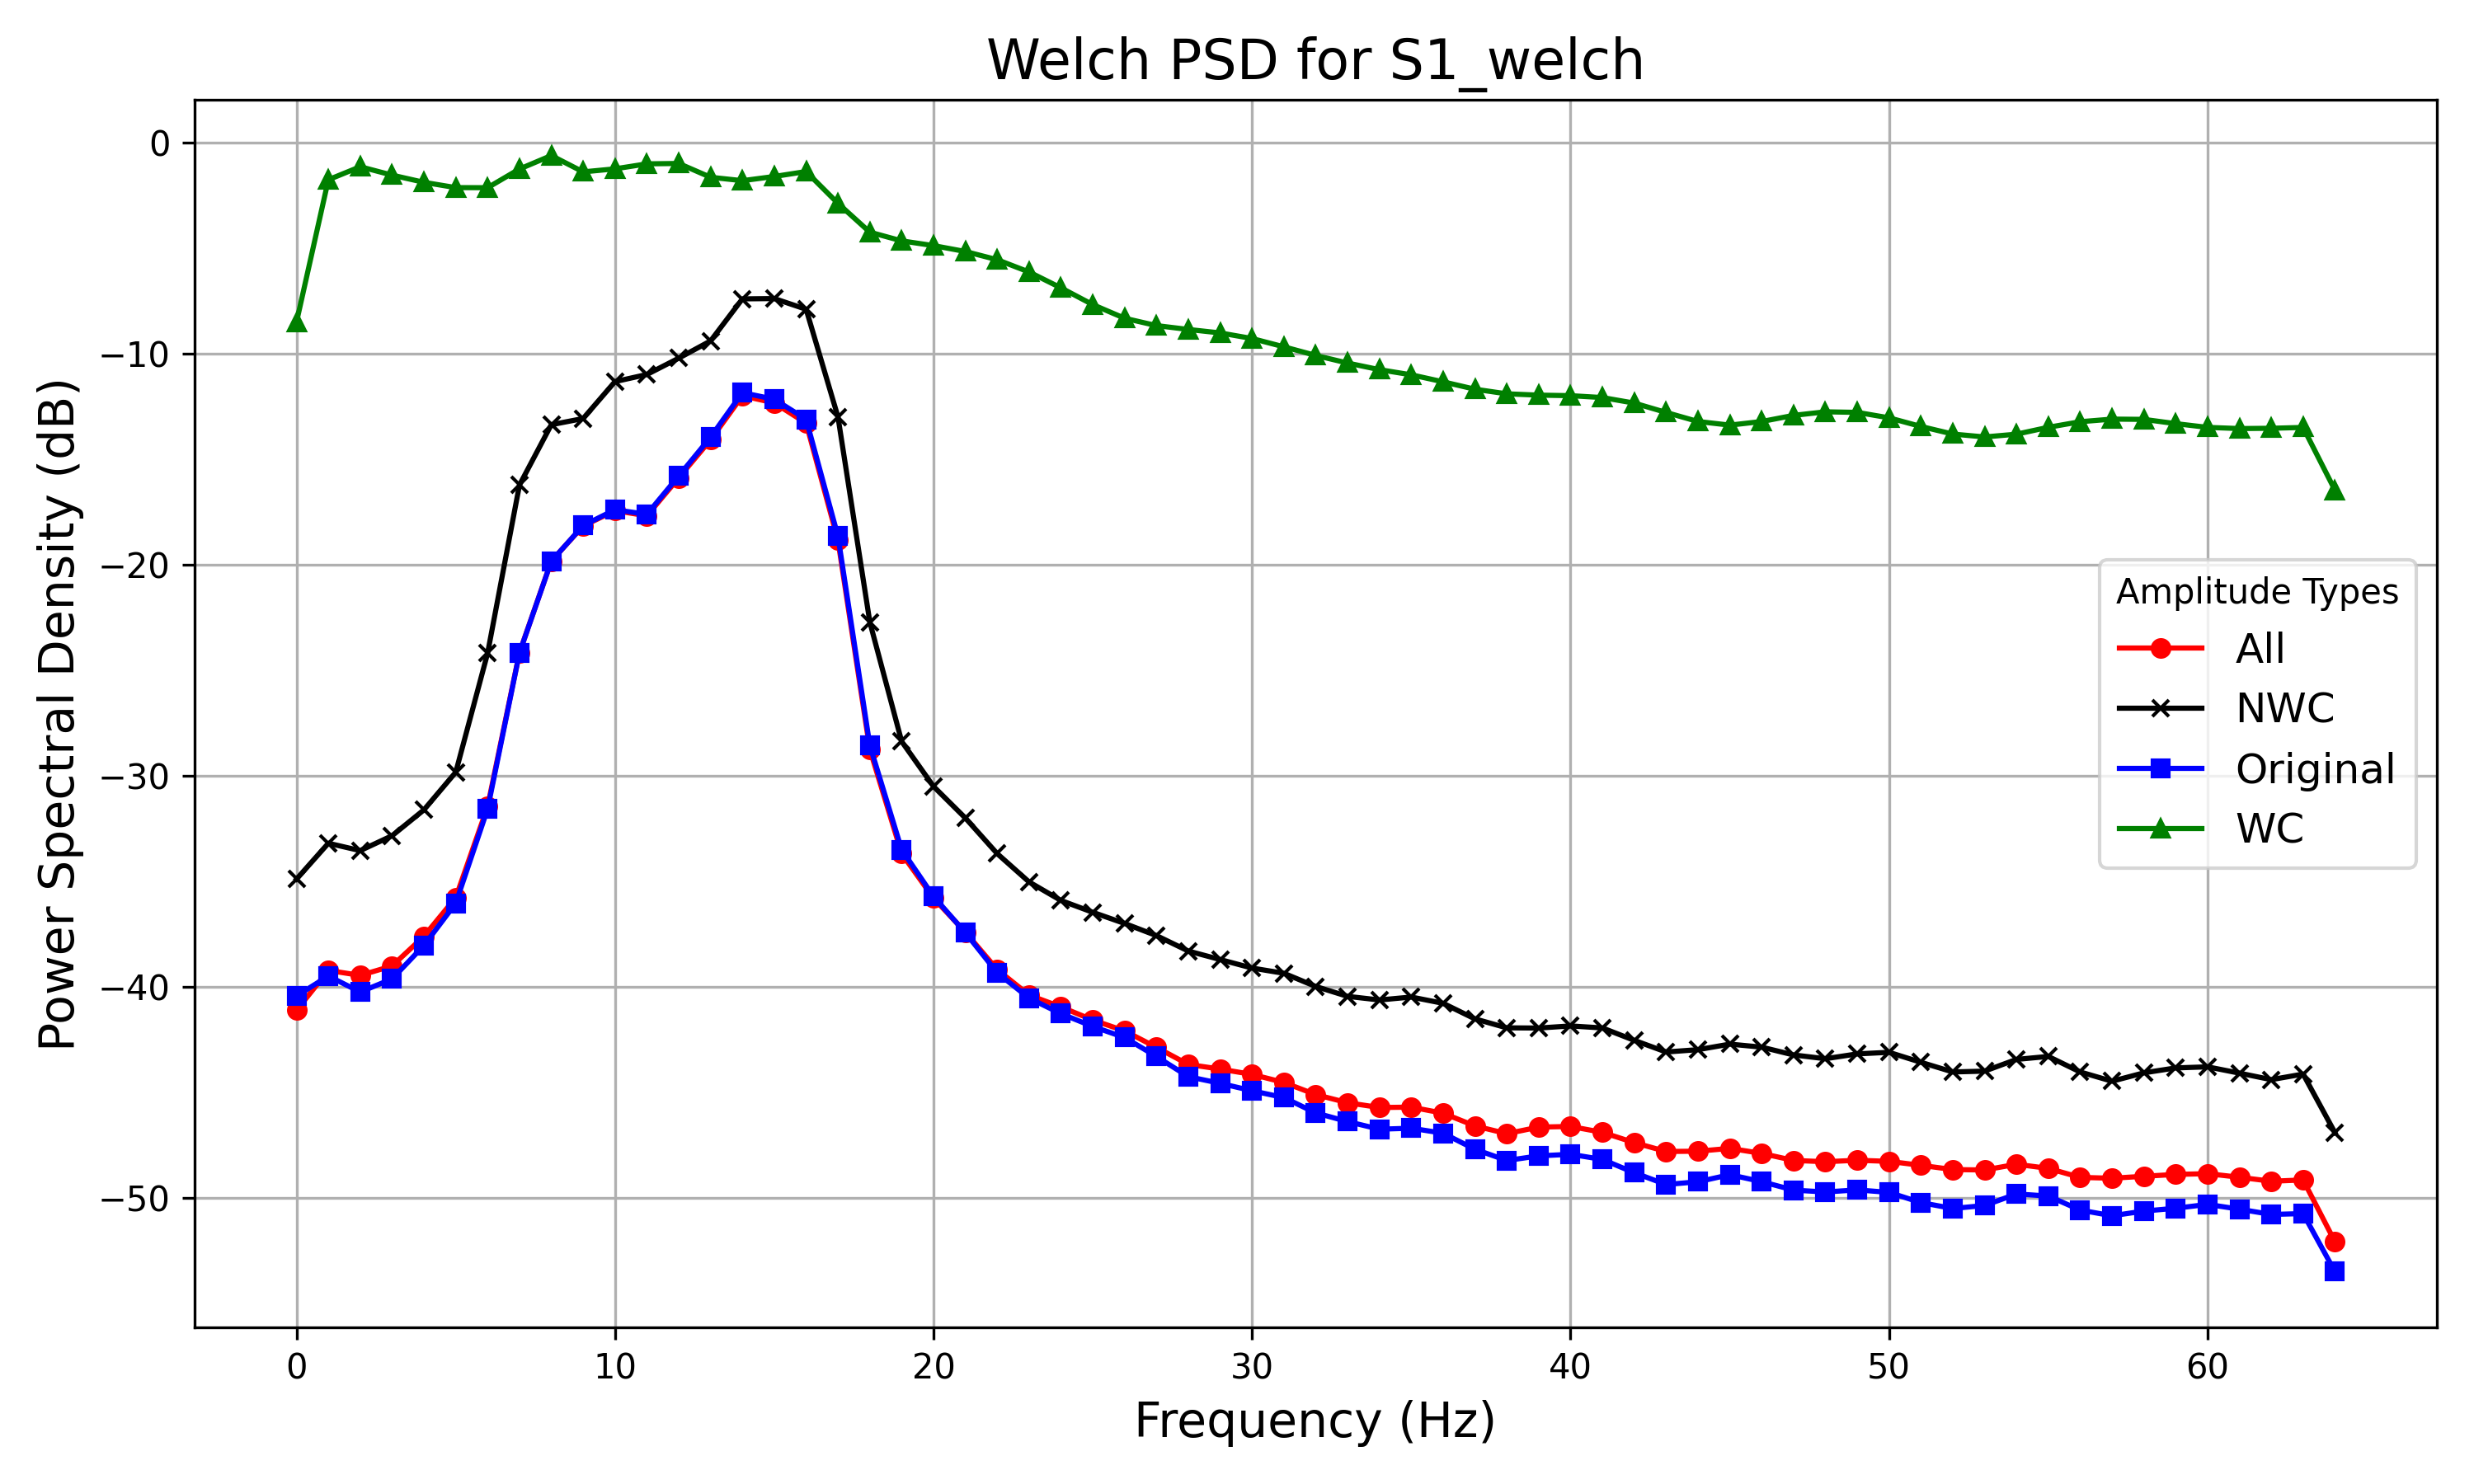 Welch PSD for S1_welch
Power Spectral Density (dB)
0
−10
−20
−30
−40
−50
Amplitude Types
All
NWC
Original
WC
0 10 20 30 40 50 60
Frequency (Hz)